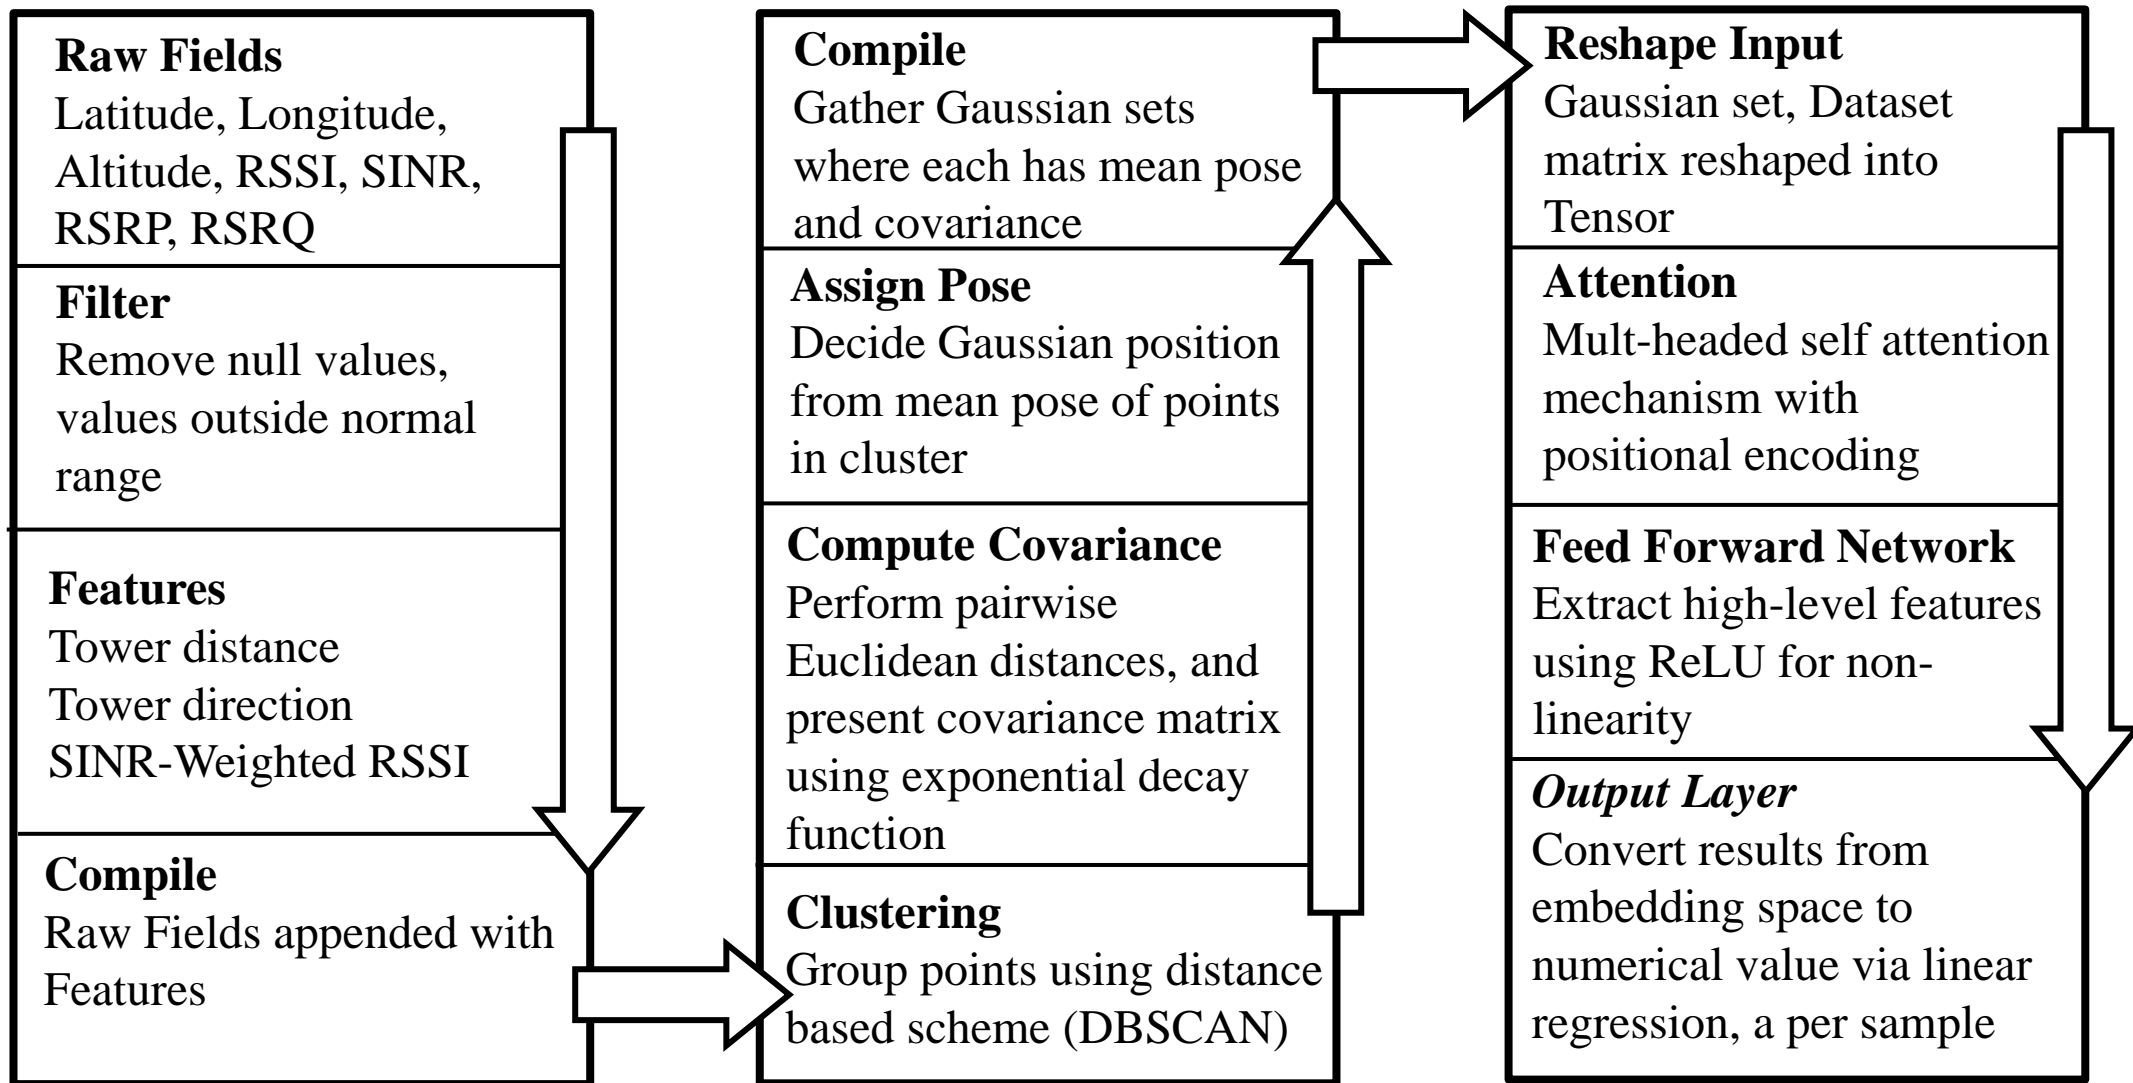 Raw Fields
Latitude, Longitude,
Altitude, RSSI, SINR,
RSRP, RSRQ
Filter
Remove null values,
values outside normal
range
Features
Tower distance
Tower direction
SINR-Weighted RSSI
Compile
Raw Fields appended with
Features
Compile
Gather Gaussian sets
where each has mean pose
and covariance
Assign Pose
Decide Gaussian position
from mean pose of points
in cluster
Compute Covariance
Perform pairwise
Euclidean distances, and
present covariance matrix
using exponential decay
function
Clustering
Group points using distance
based scheme (DBSCAN)
Reshape Input
Gaussian set, Dataset
matrix reshaped into
Tensor
Attention
Mult-headed self attention
mechanism with
positional encoding
Feed Forward Network
Extract high-level features
using ReLU for non-
linearity
Output Layer
Convert results from
embedding space to
numerical value via linear
regression, a per sample